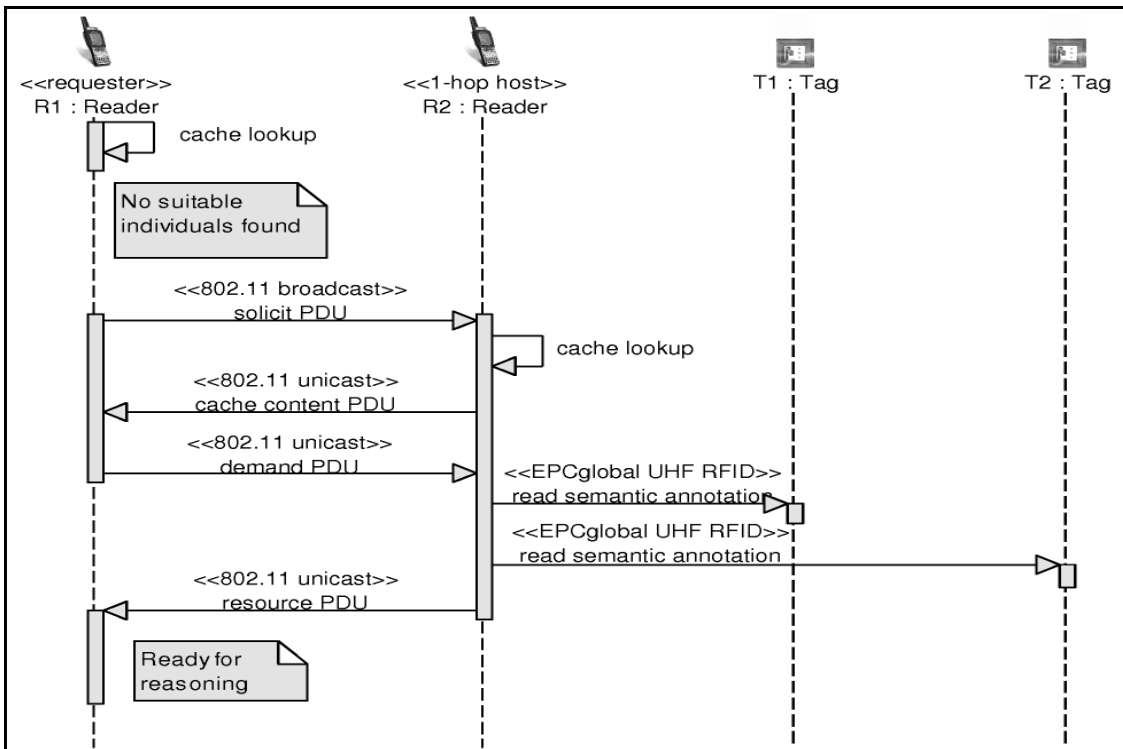 <<requester>>
R1 : Reader
<<1-hop host>>
R2 : Reader
T1 : Tag
T2 : Tag
cache lookup
No suitable
individuals found
<<802.11 broadcast>>
solicit PDU
cache lookup
<<802.11 unicast>>
cache content PDU
<<802.11 unicast>>
demand PDU
<<EPCglobal UHF RFID>>
read semantic annotation
<<EPCglobal UHF RFID>>
read semantic annotation
<<802.11 unicast>>
resource PDU
Ready for
reasoning